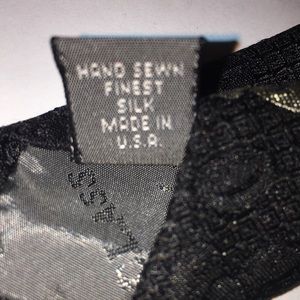 HAND SEWN
FINEST
SILK
MADE IN
U.S.A.